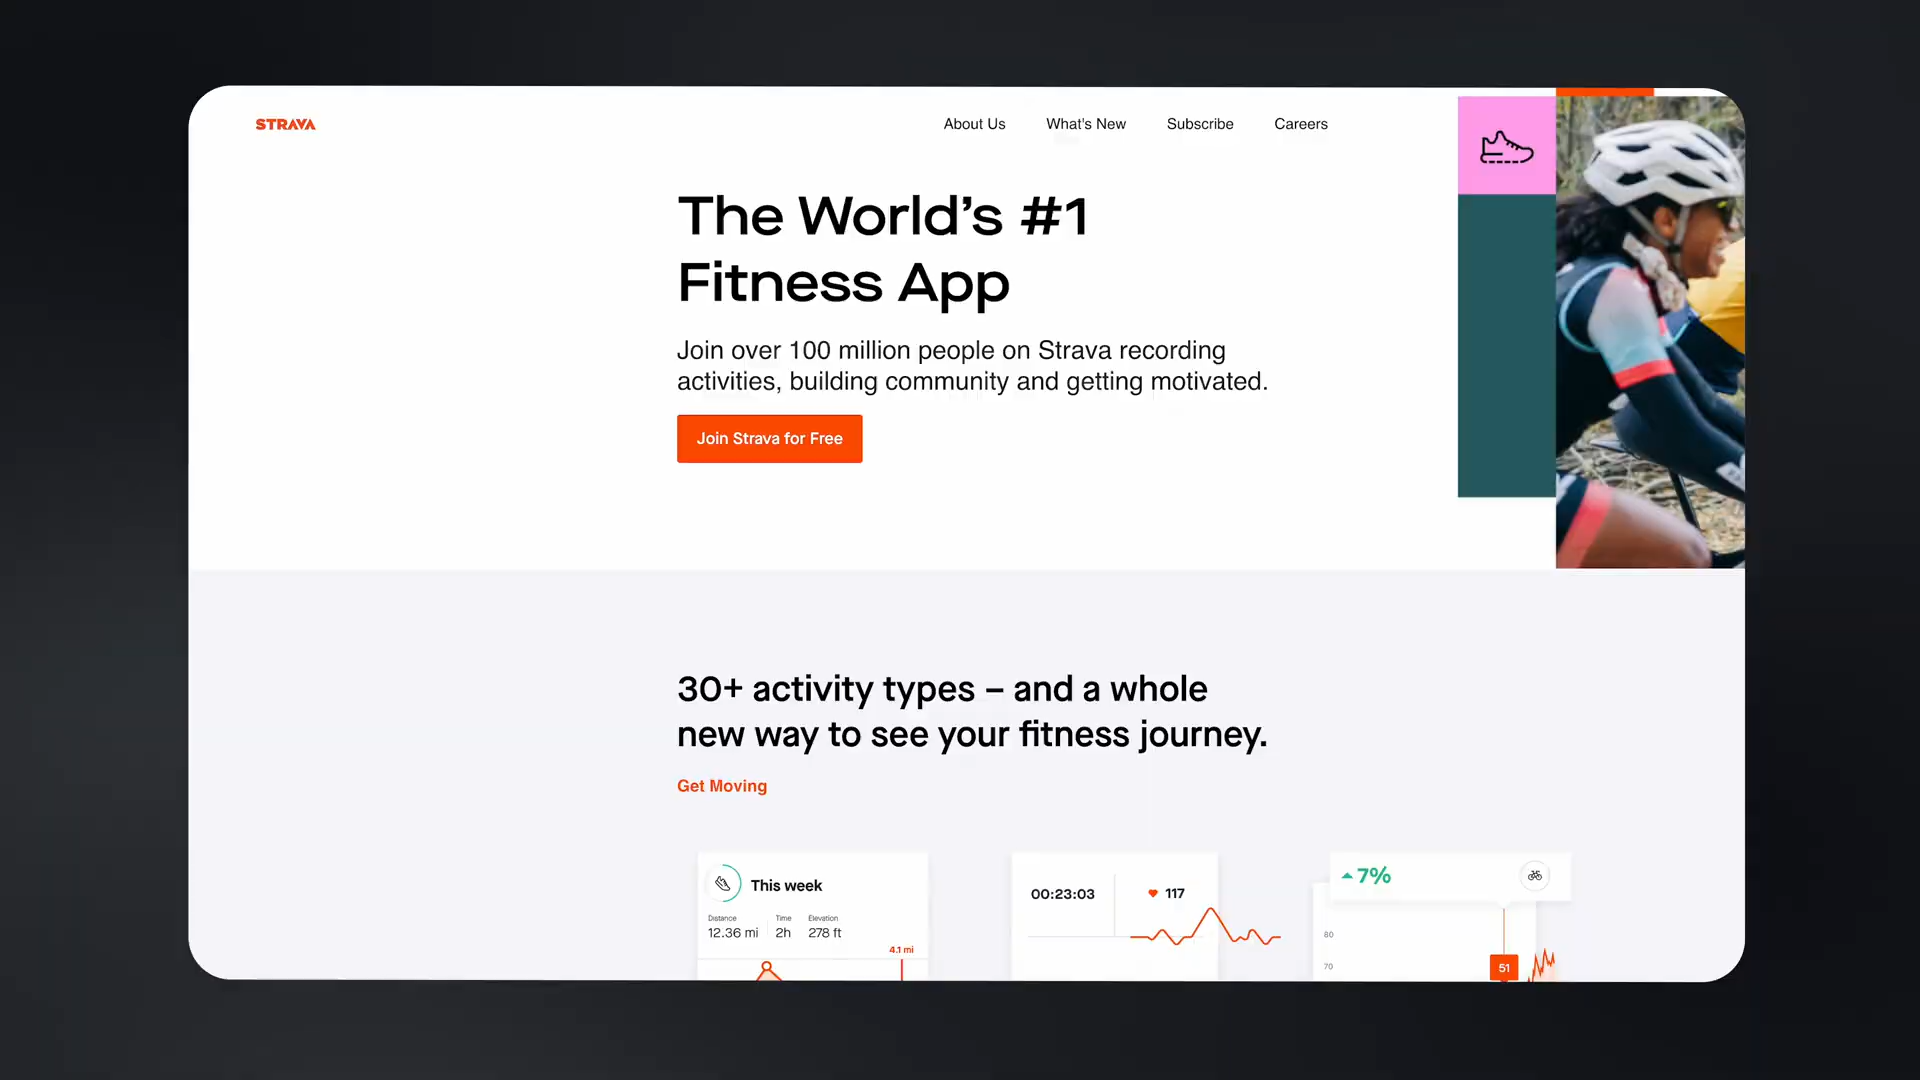 STRAVA
About Us
What's New
Subscribe
Careers
The World’s #1
Fitness App
Join over 100 million people on Strava recording
activities, building community and getting motivated.
Join Strava for Free
30+ activity types – and a whole
new way to see your fitness journey.
Get Moving
This week
Distance
Time
Elevation
12.36 mi
2h
278 ft
4.1 mi
00:23:03
117
7%
80
70
51